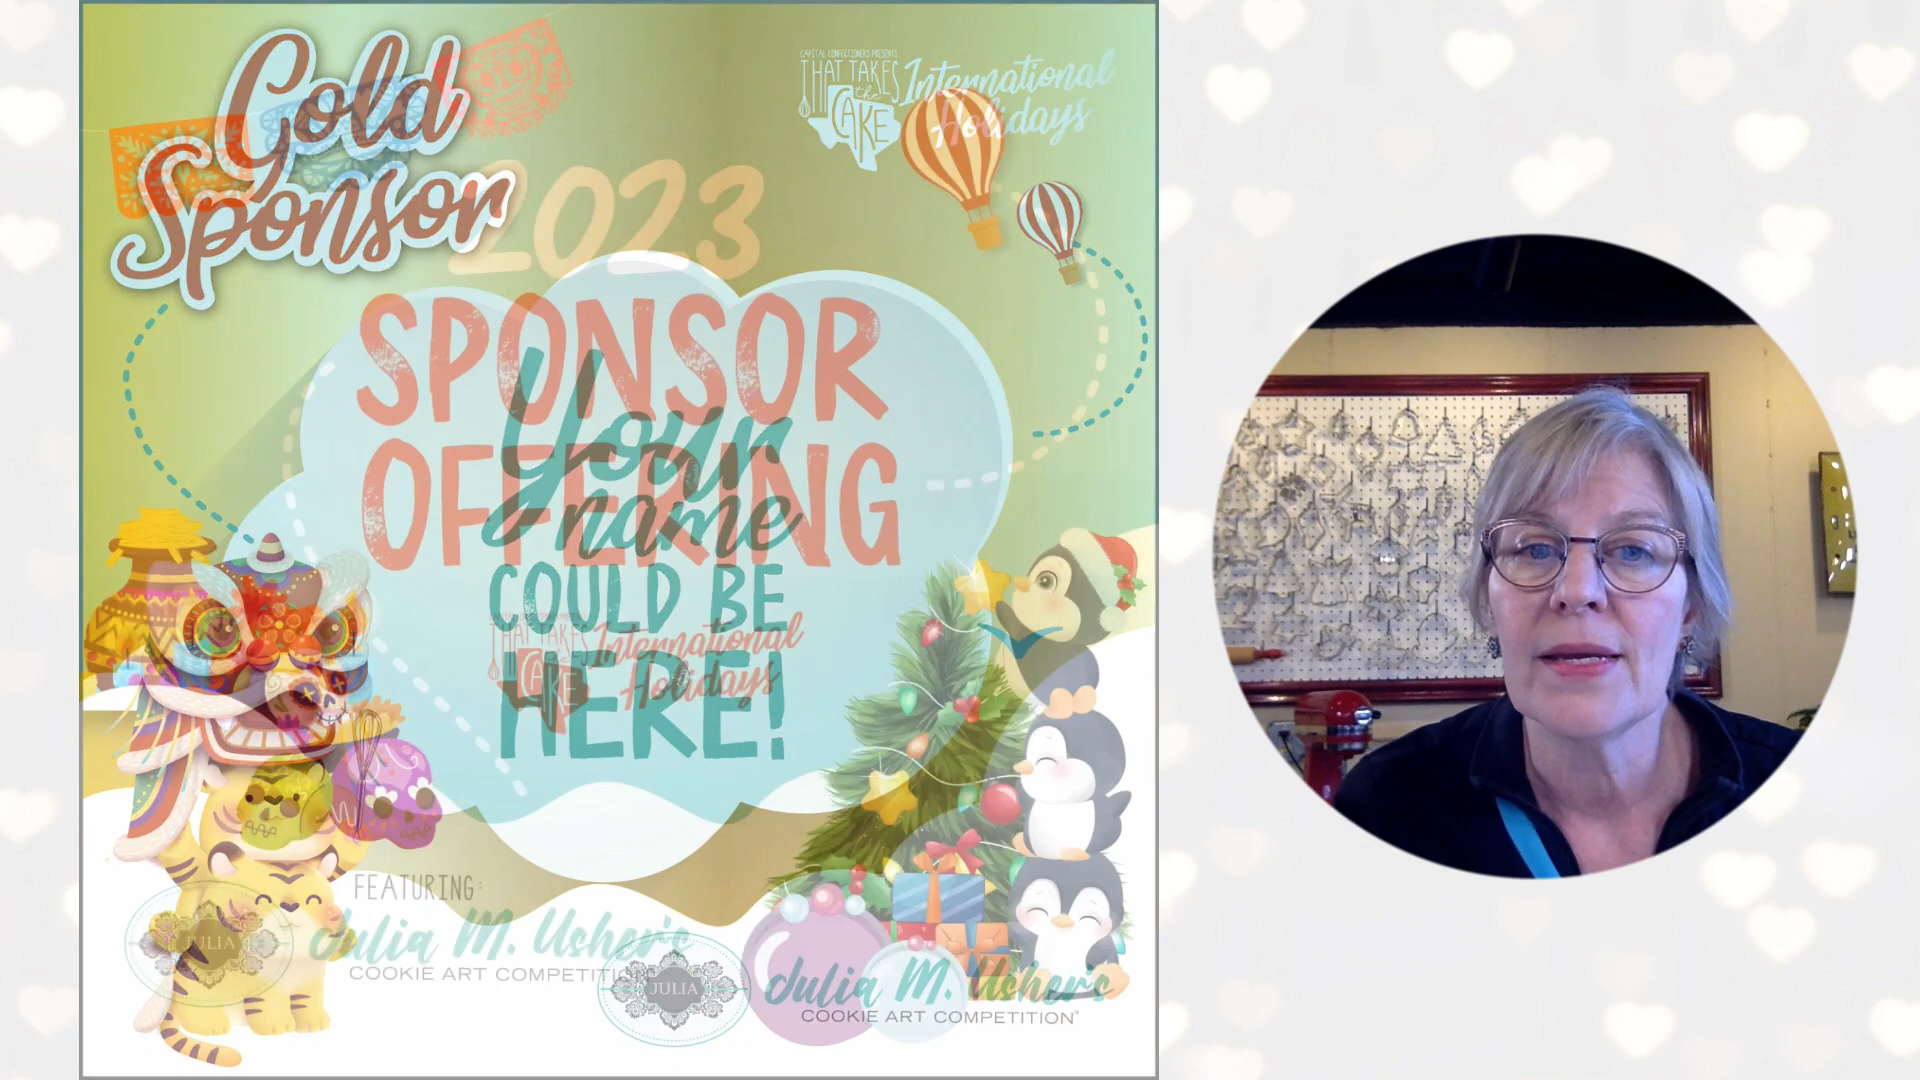 Gold
Sponsor
CAPITAL CONFECTIONERS PRESENTS
THAT TAKES
the
CAKE
International
Holidays
2023
SPONSOR
OFFERING
Your
name
COULD BE
HERE!
THAT TAKES
the
CAKE
International
Holidays
FEATURING:
JULIA
Julia M. Usher's
COOKIE ART COMPETITION
JULIA
Julia M. Usher's
COOKIE ART COMPETITION